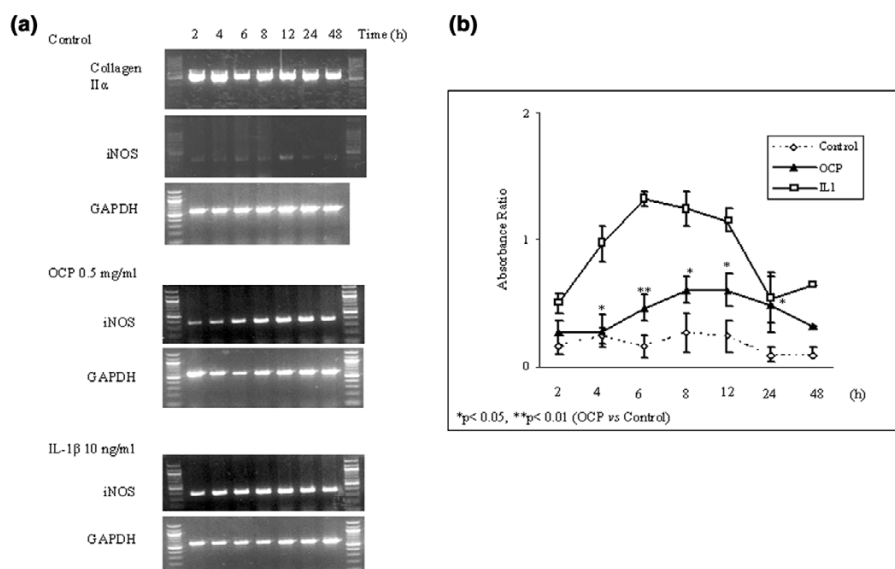 (a)
Control
2 4 6 8 12 24 48 Time (h)
Collagen
IIα
iNOS
GAPDH
OCP 0.5 mg/ml
iNOS
GAPDH
IL-1β 10 ng/ml
iNOS
GAPDH
(b)
2
Control
OCP
IL1
Absorbance Ratio
1
**
*
*
*
*
0
2 4 6 8 12 24 48 (h)
*p< 0.05, **p< 0.01 (OCP vs Control)